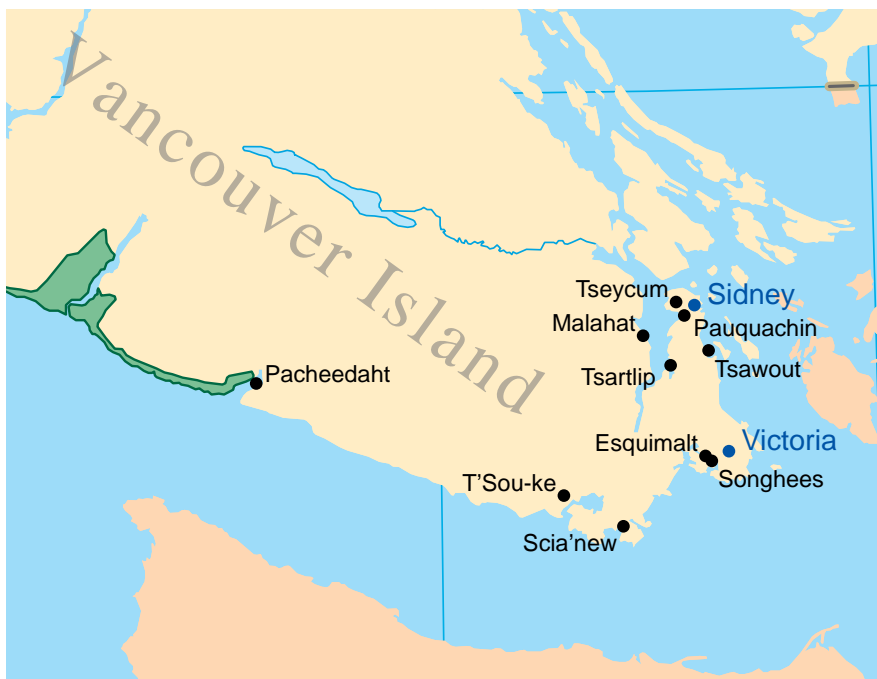 Vancouver Island
Tseycum
Sidney
Malahat
Pauquachin
Tsartlip
Tsawout
Pacheedaht
Esquimalt
Victoria
Songhees
T'Sou-ke
Scia'new